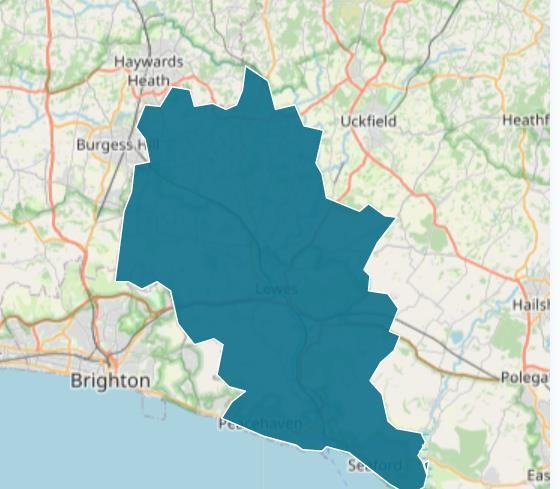 Haywards
Heath
Uckfield
Heathf
Burgess Hill
Lewes
Hailsh
Brighton
Polega
Peacehaven
Seaford
Eas